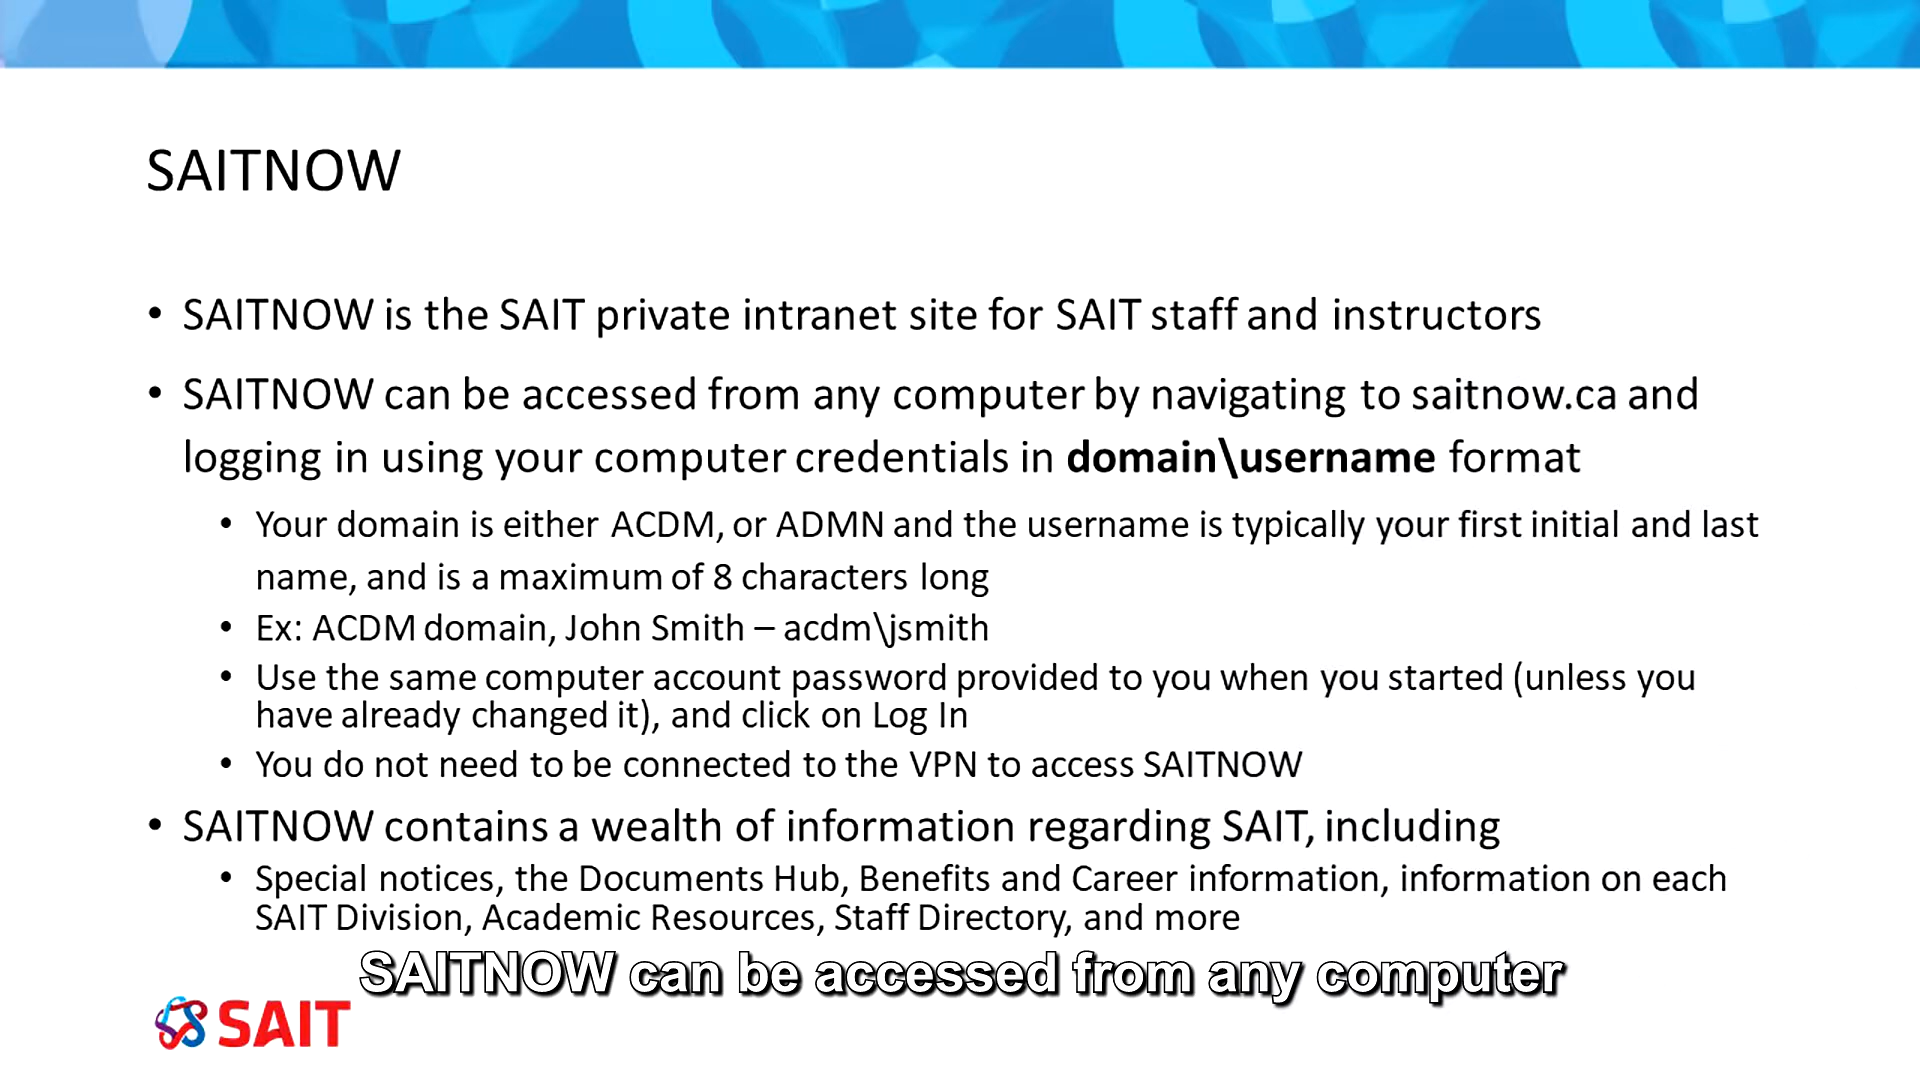 SAITNOW
• SAITNOW is the SAIT private intranet site for SAIT staff and instructors
• SAITNOW can be accessed from any computer by navigating to saitnow.ca and
logging in using your computer credentials in domain\username format
• Your domain is either ACDM, or ADMN and the username is typically your first initial and last
name, and is a maximum of 8 characters long
• Ex: ACDM domain, John Smith – acdm\jsmith
• Use the same computer account password provided to you when you started (unless you
have already changed it), and click on Log In
• You do not need to be connected to the VPN to access SAITNOW
• SAITNOW contains a wealth of information regarding SAIT, including
• Special notices, the Documents Hub, Benefits and Career information, information on each
SAIT Division, Academic Resources, Staff Directory, and more
SAITNOW can be accessed from any computer
SAIT